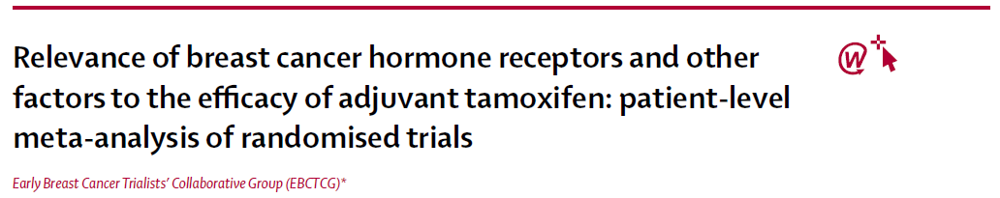 Relevance of breast cancer hormone receptors and other
factors to the efficacy of adjuvant tamoxifen: patient-level
meta-analysis of randomised trials
W
Early Breast Cancer Trialists’ Collaborative Group (EBCTCG)*